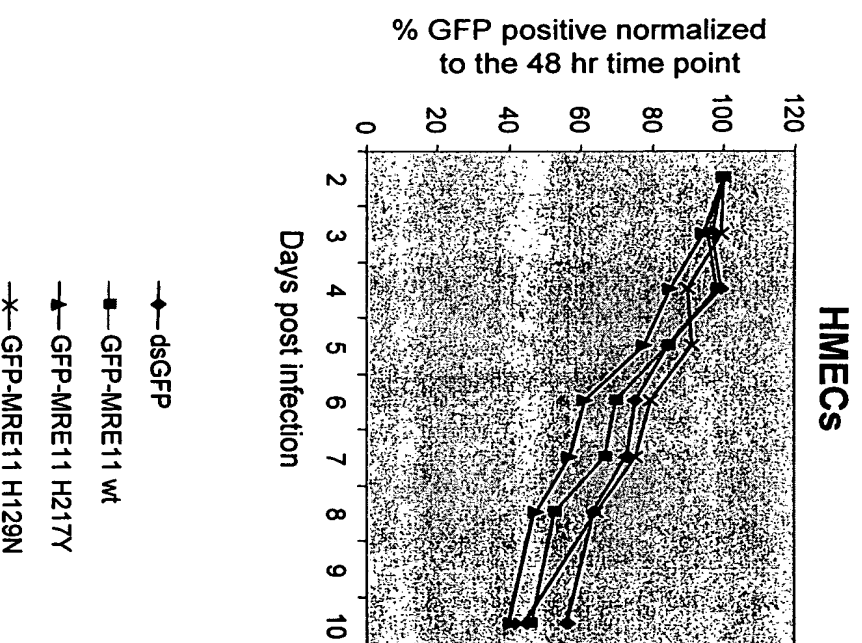 HMECs
% GFP positive normalized
to the 48 hr time point
120
100
80
60
40
20
0
2 3 4 5 6 7 8 9 10
Days post infection
dsGFP
GFP-MRE11 wt
GFP-MRE11 H217Y
GFP-MRE11 H129N